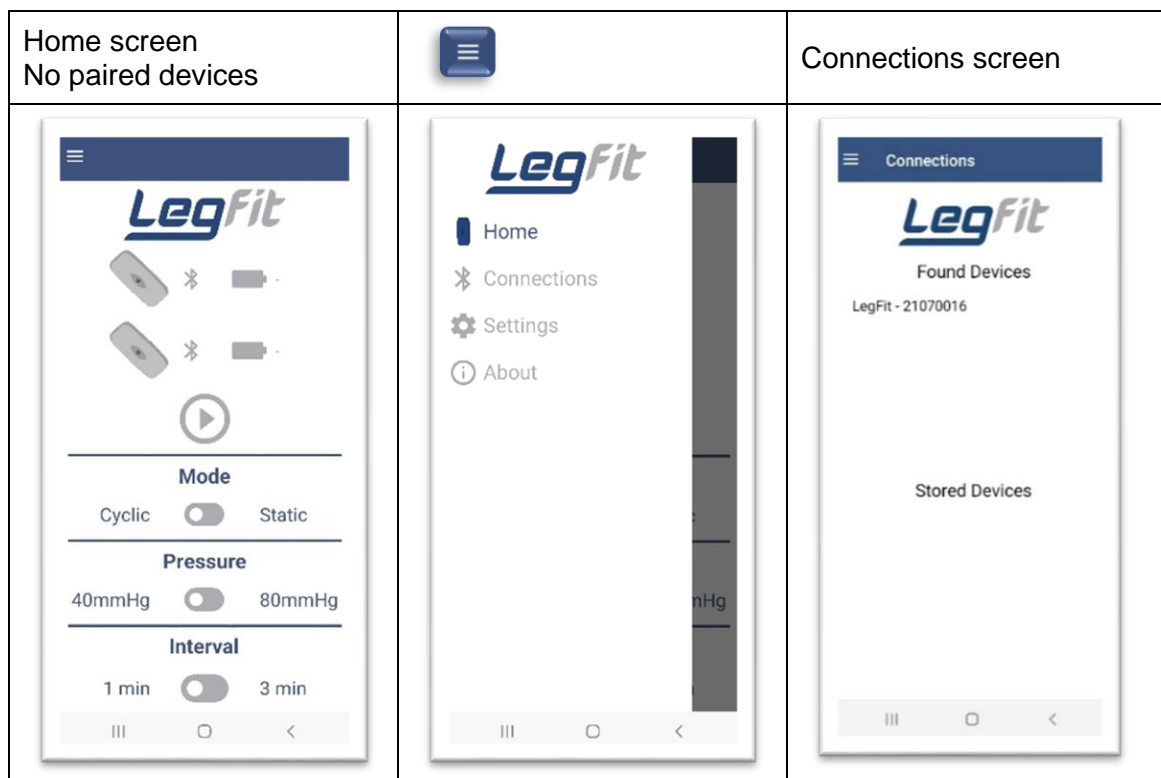 Home screen
No paired devices
Connections screen
LegFit
-
-
Mode
Cyclic Static
Pressure
40mmHg 80mmHg
Interval
1 min 3 min
LegFit
Home
Connections
Settings
About
mHg
Connections
LegFit
Found Devices
LegFit - 21070016
Stored Devices